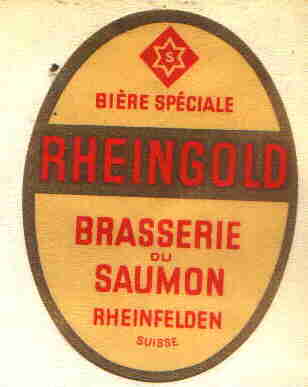 S
BIÈRE SPÉCIALE
RHEINGOLD
BRASSERIE
DU
SAUMON
RHEINFELDEN
SUISSE